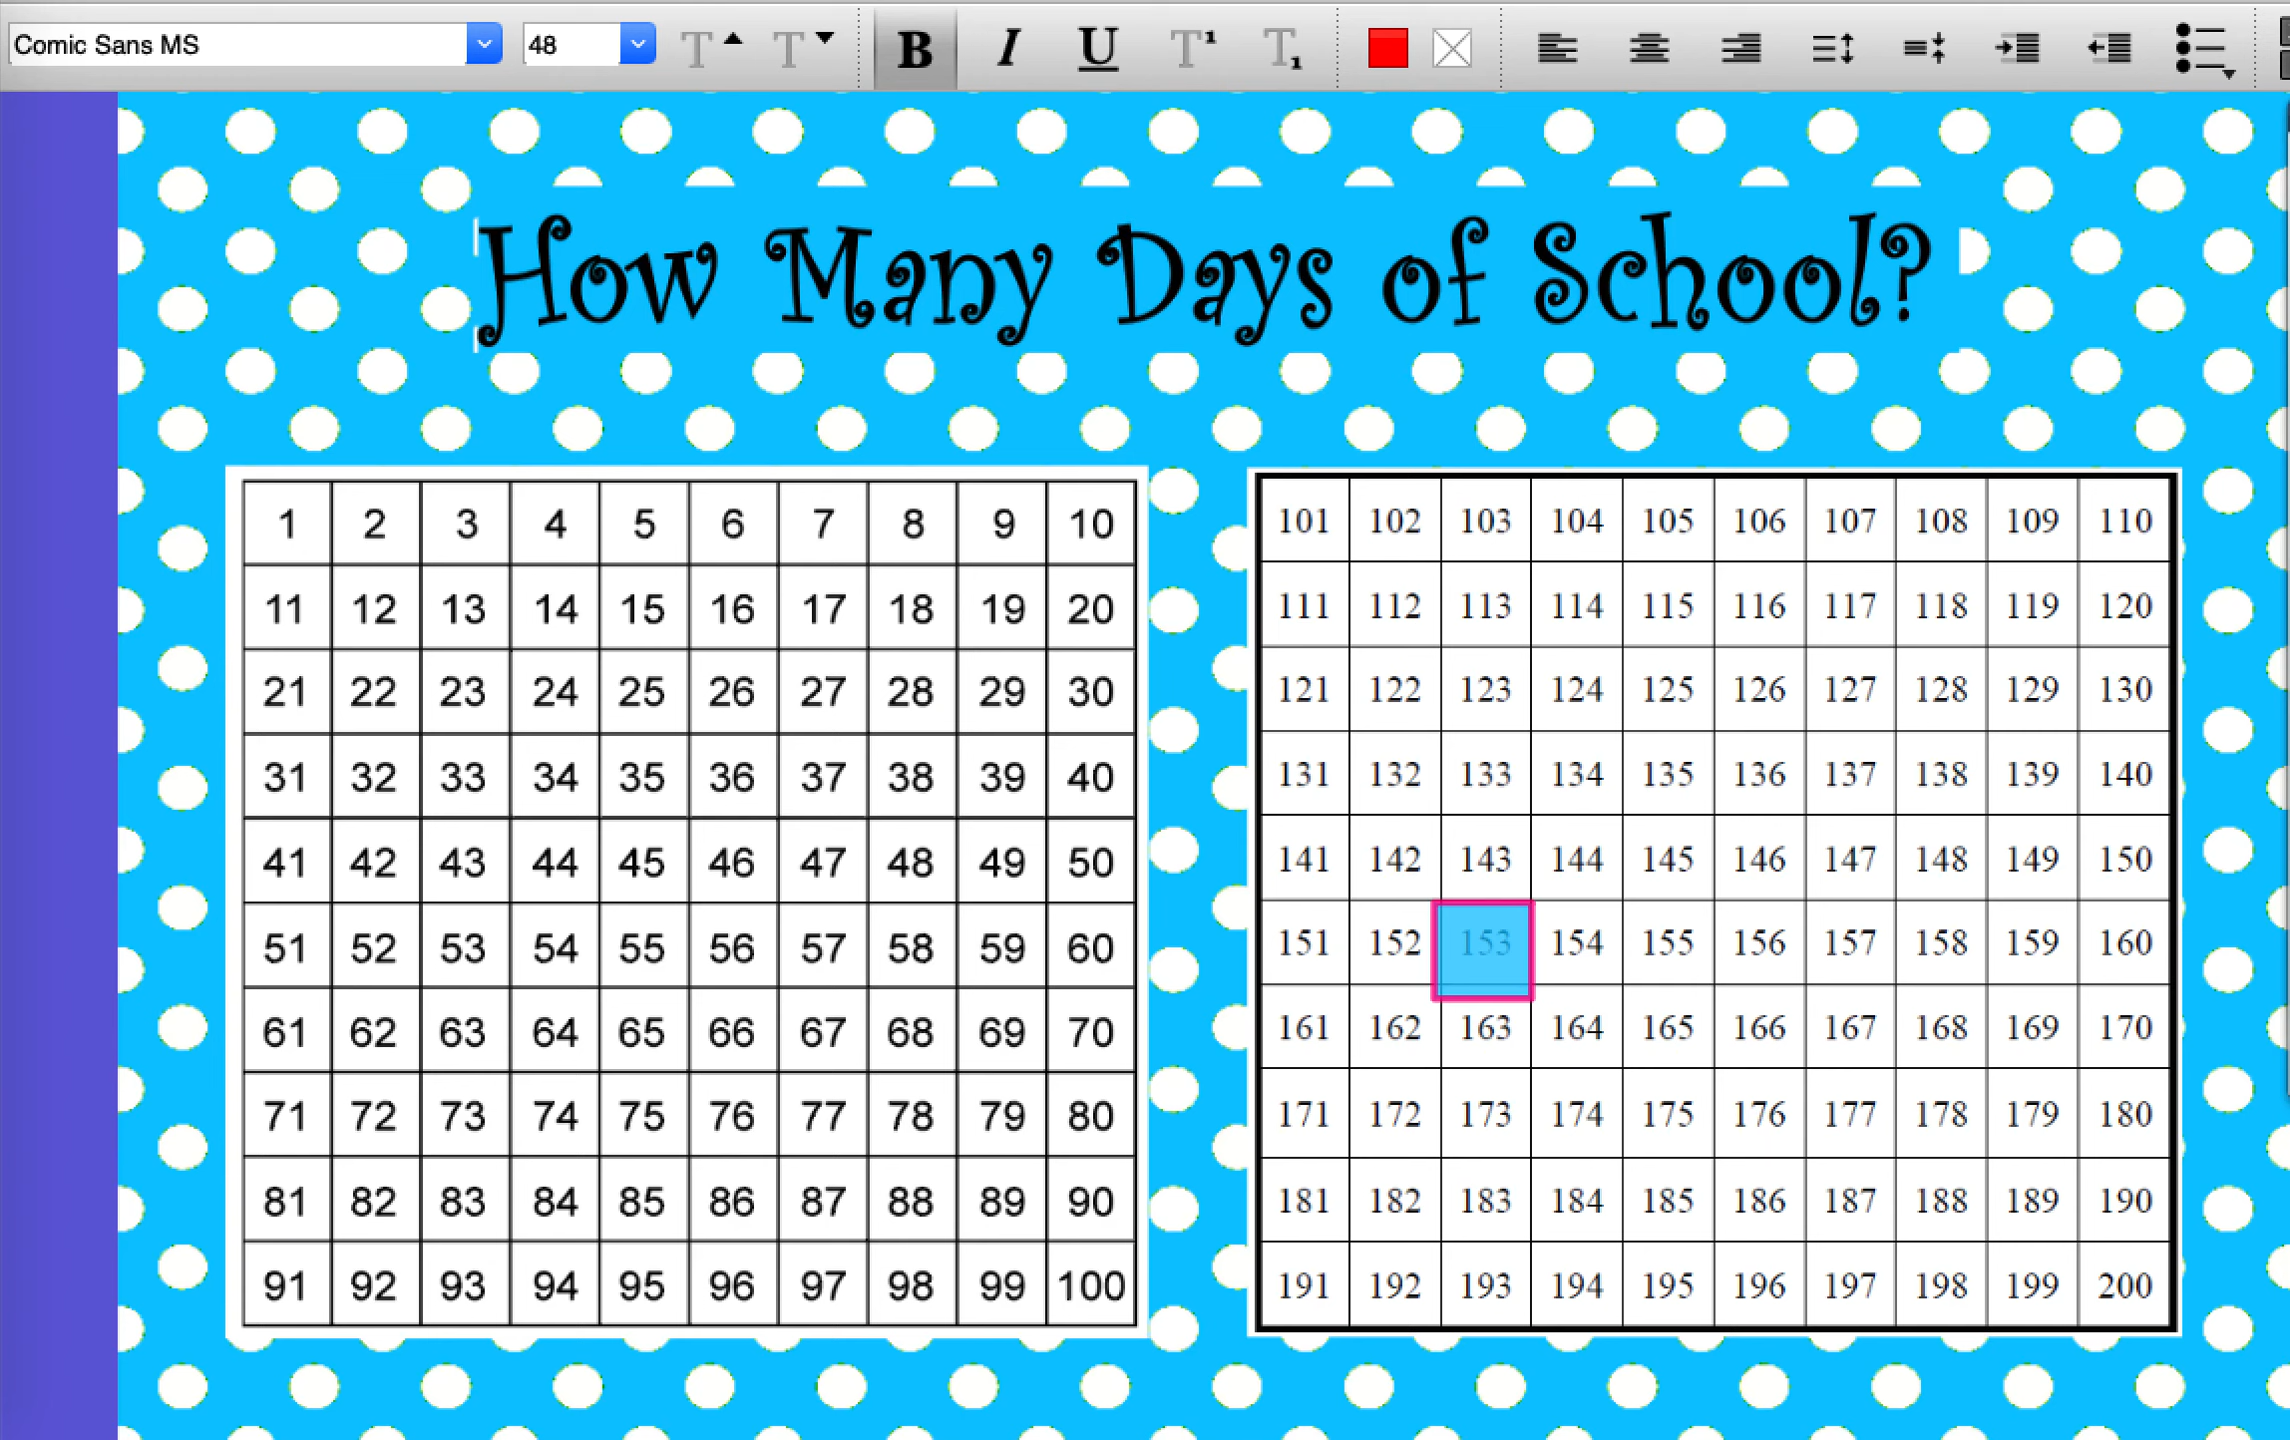 Comic Sans MS 48 T T B I U T¹ T₁
How Many Days of School?
1 2 3 4 5 6 7 8 9 10
11 12 13 14 15 16 17 18 19 20
21 22 23 24 25 26 27 28 29 30
31 32 33 34 35 36 37 38 39 40
41 42 43 44 45 46 47 48 49 50
51 52 53 54 55 56 57 58 59 60
61 62 63 64 65 66 67 68 69 70
71 72 73 74 75 76 77 78 79 80
81 82 83 84 85 86 87 88 89 90
91 92 93 94 95 96 97 98 99 100
101 102 103 104 105 106 107 108 109 110
111 112 113 114 115 116 117 118 119 120
121 122 123 124 125 126 127 128 129 130
131 132 133 134 135 136 137 138 139 140
141 142 143 144 145 146 147 148 149 150
151 152 153 154 155 156 157 158 159 160
161 162 163 164 165 166 167 168 169 170
171 172 173 174 175 176 177 178 179 180
181 182 183 184 185 186 187 188 189 190
191 192 193 194 195 196 197 198 199 200